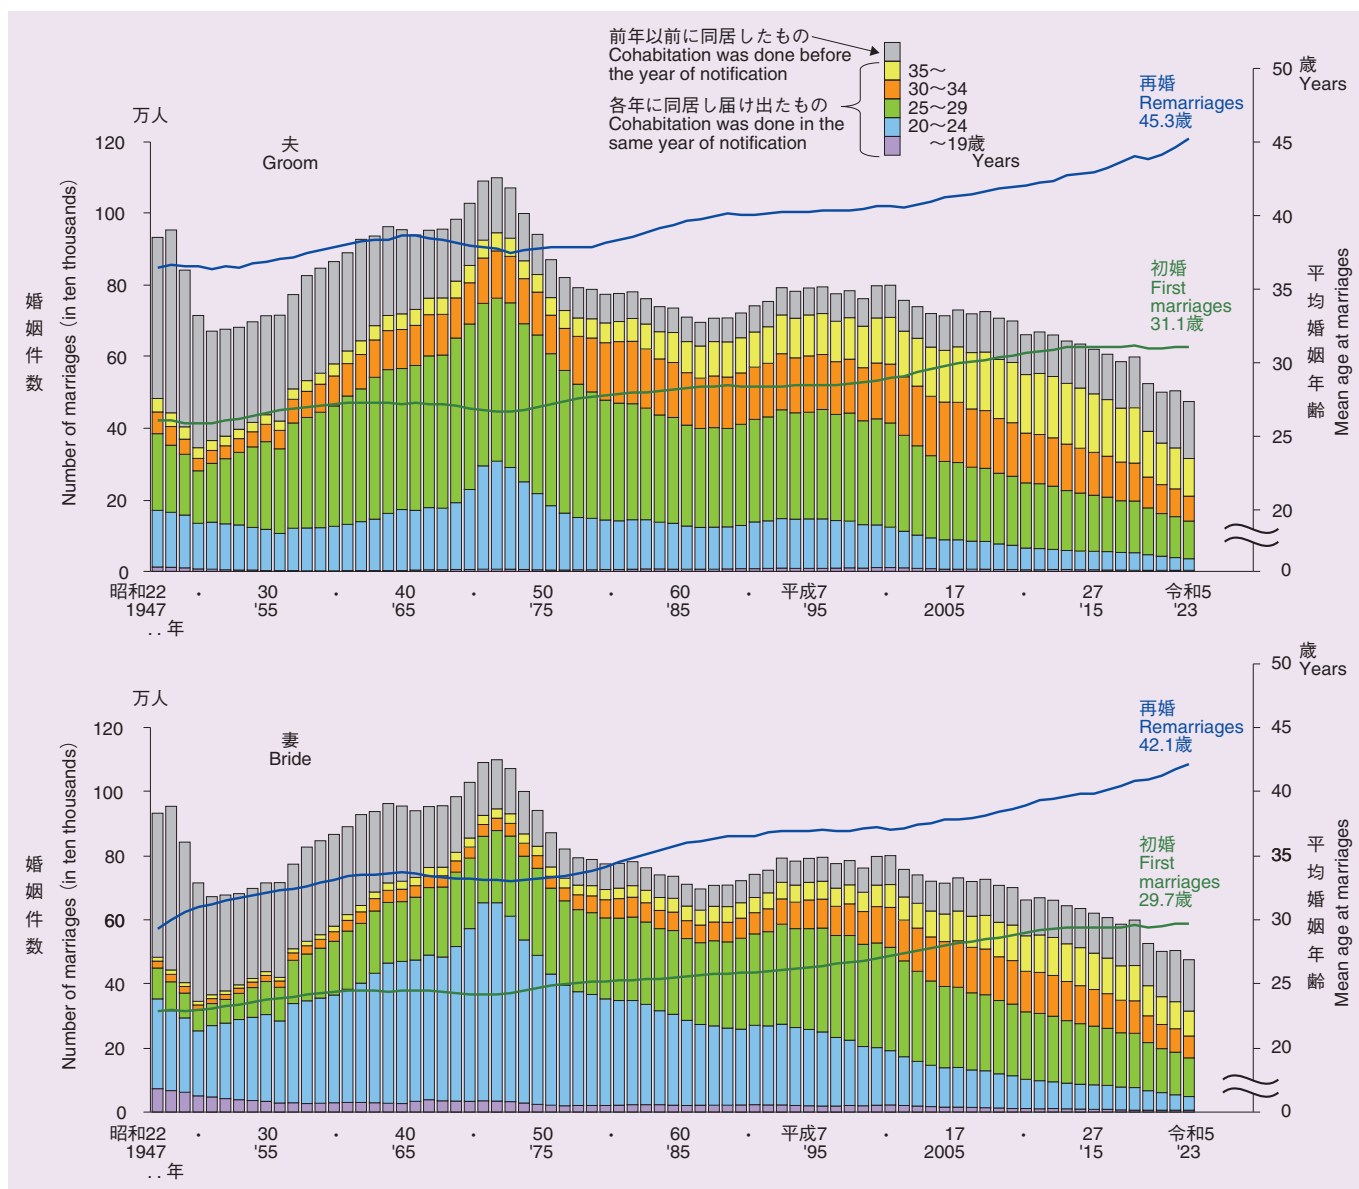 前年以前に同居したもの
Cohabitation was done before
the year of notification
各年に同居し届け出たもの
Cohabitation was done in the
same year of notification
35〜
30〜34
25〜29
20〜24
〜19歳
Years
50 歳
Years
再婚
Remarriages
45.3歳
万人
夫
Groom
120
100
80
60
40
20
0
45
40
35
30
25
20
0
初婚
First
marriages
31.1歳
婚姻件数
Number of marriages (in ten thousands)
平均婚姻年齢
Mean age at marriages
昭和22 ・ 30 ・ 40 ・ 50 ・ 60 ・ 平成7 ・ 17 ・ 27 令和5
1947 '55 '65 '75 '85 '95 2005 '15 '23
. . 年
50 歳
Years
再婚
Remarriages
42.1歳
万人
妻
Bride
120
100
80
60
40
20
0
45
40
35
30
25
20
0
初婚
First
marriages
29.7歳
婚姻件数
Number of marriages (in ten thousands)
平均婚姻年齢
Mean age at marriages
昭和22 ・ 30 ・ 40 ・ 50 ・ 60 ・ 平成7 ・ 17 ・ 27 令和5
1947 '55 '65 '75 '85 '95 2005 '15 '23
. . 年